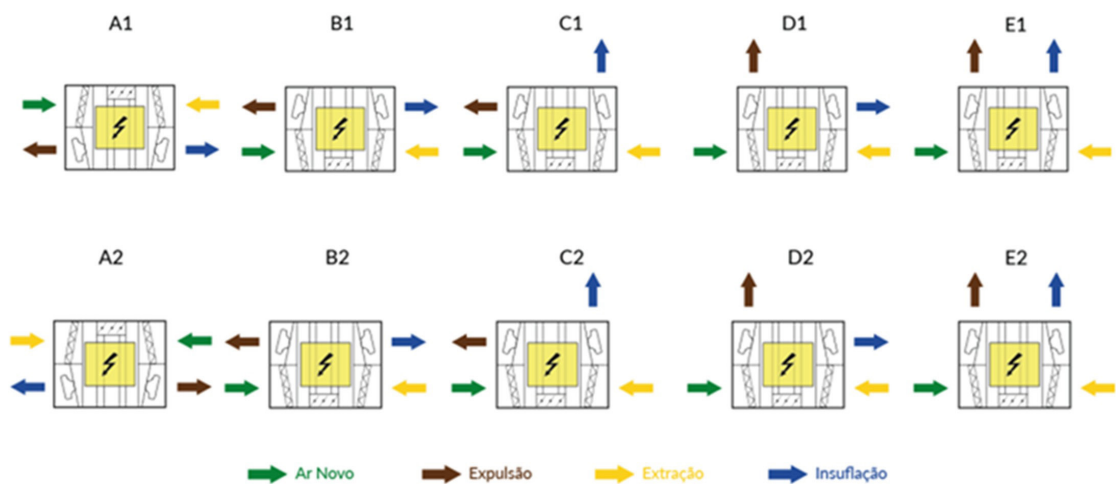 A1 B1 C1 D1 E1
A2 B2 C2 D2 E2
Ar Novo Expulsão Extração Insuflação